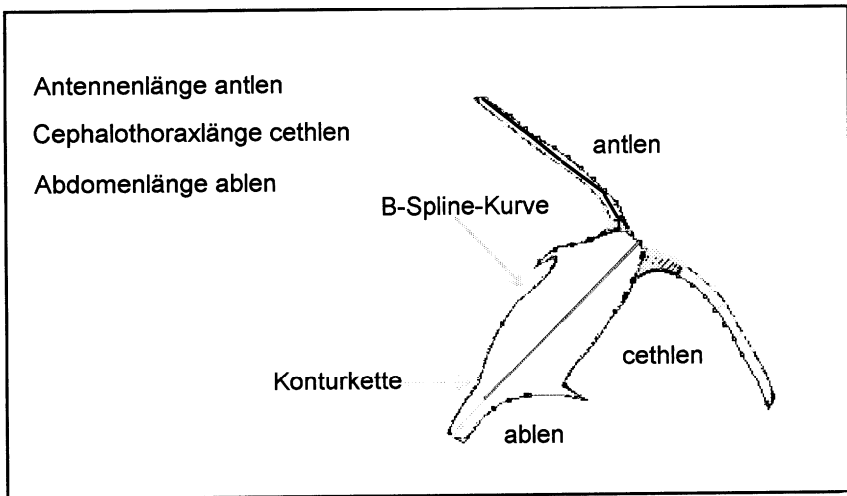 Antennenlänge antlen
Cephalothoraxlänge cethlen
Abdomenlänge ablen
antlen
B-Spline-Kurve
cethlen
Konturkette
ablen